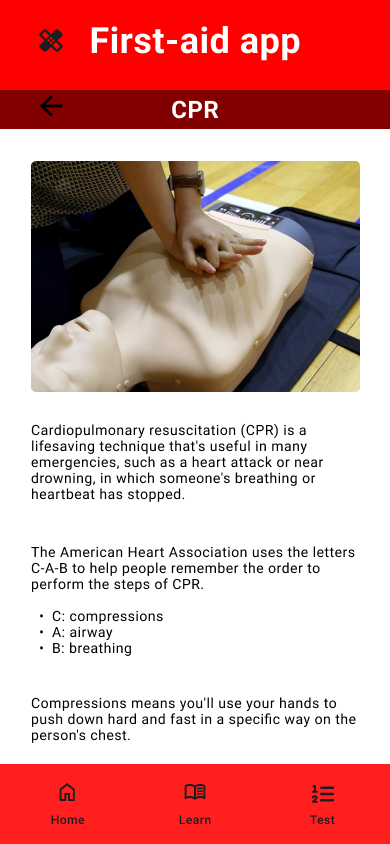 First-aid app
CPR
Cardiopulmonary resuscitation (CPR) is a
lifesaving technique that's useful in many
emergencies, such as a heart attack or near
drowning, in which someone's breathing or
heartbeat has stopped.
The American Heart Association uses the letters
C-A-B to help people remember the order to
perform the steps of CPR.
• C: compressions
• A: airway
• B: breathing
Compressions means you'll use your hands to
push down hard and fast in a specific way on the
person's chest.
Home Learn Test